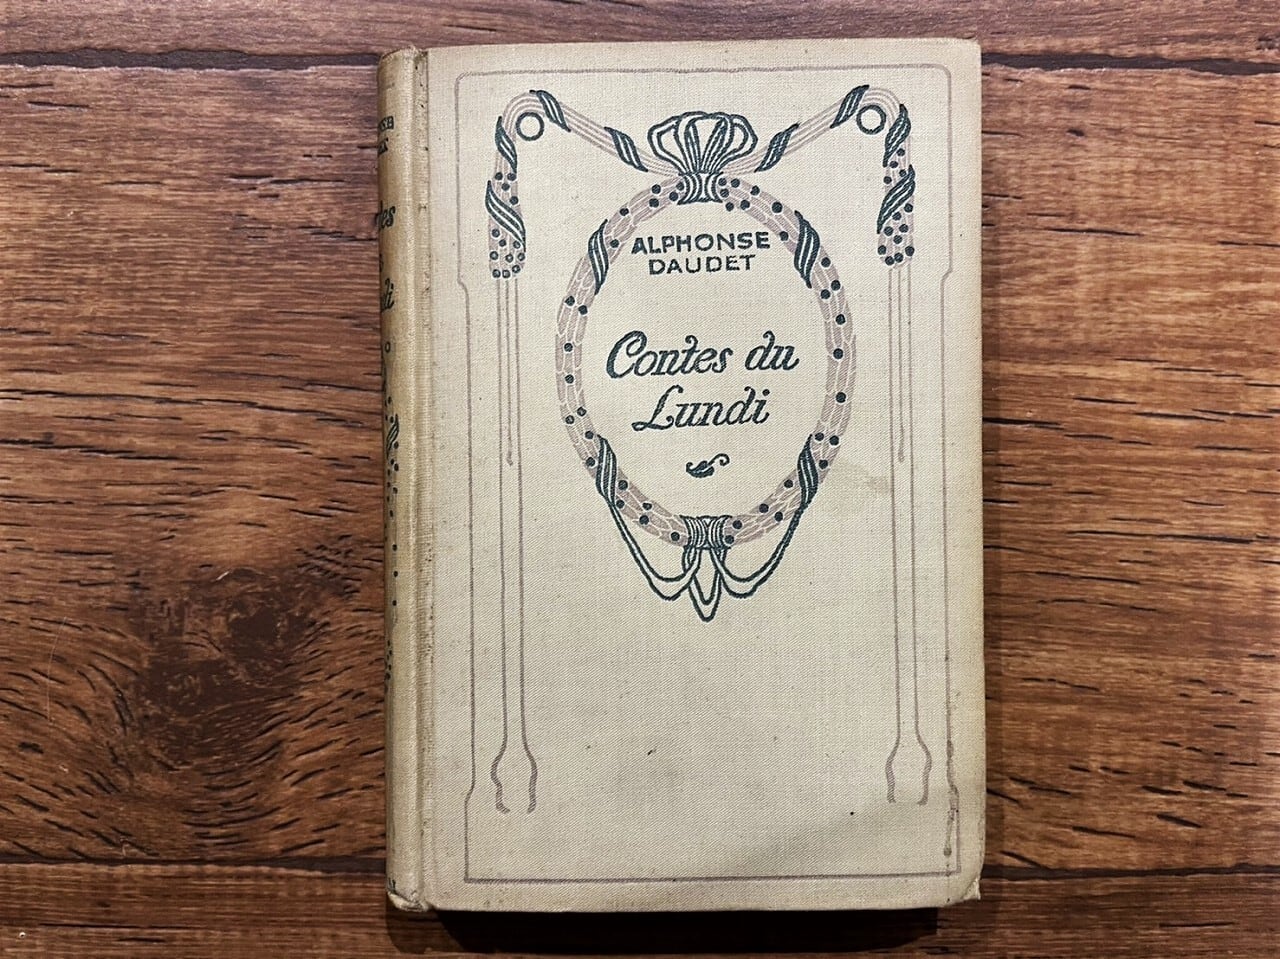 ALPHONSE
DAUDET
Contes du
Lundi